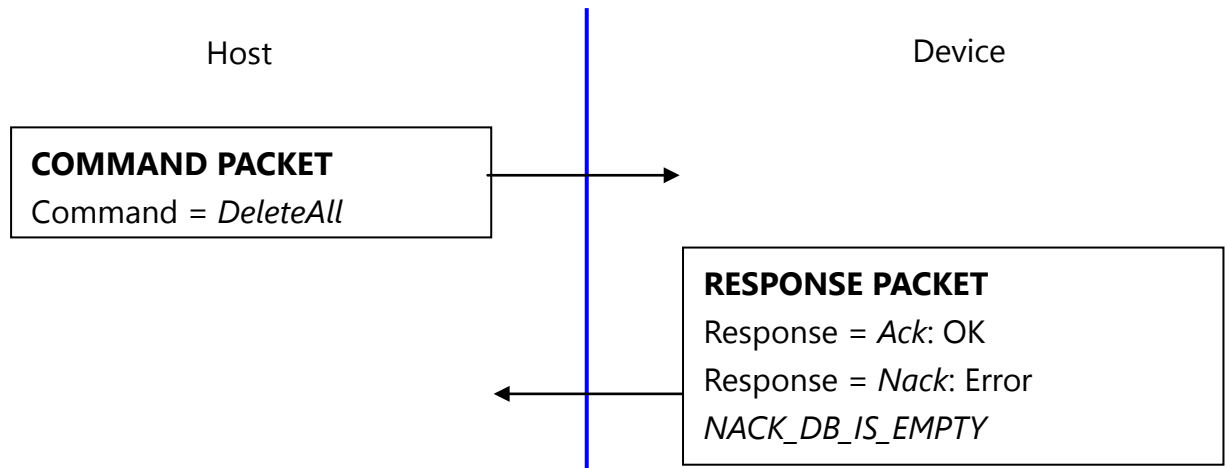 Host
Device
COMMAND PACKET
Command = DeleteAll
RESPONSE PACKET
Response = Ack: OK
Response = Nack: Error
NACK_DB_IS_EMPTY